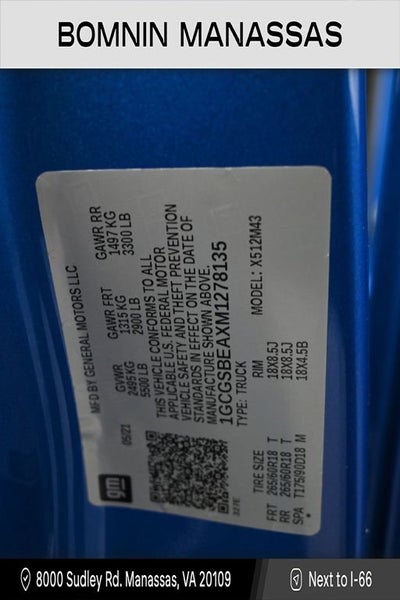 BOMNIN MANASSAS
MFD BY GENERAL MOTORS LLC
05/21
GVWR GAWR FRT GAWR RR
2495 KG 1315 KG 1497 KG
5500 LB 2900 LB 3300 LB
THIS VEHICLE CONFORMS TO ALL
APPLICABLE U.S. FEDERAL MOTOR
VEHICLE SAFETY AND THEFT PREVENTION
STANDARDS IN EFFECT ON THE DATE OF
MANUFACTURE SHOWN ABOVE.
1GCGSBEAXM1278135
TYPE: TRUCK MODEL: X512M43
gm
TIRE SIZE RIM
FRT 265/60R18 T 18X8.5J
RR 265/60R18 T 18X8.5J
SPA T175/90D18 M 18X4.5B
*
8000 Sudley Rd. Manassas, VA 20109
Next to I-66